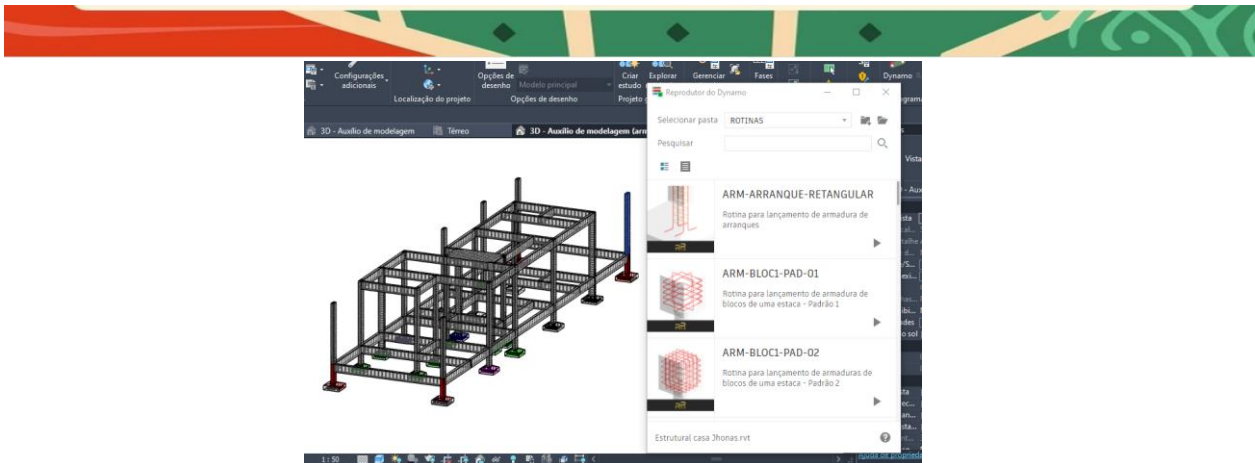 Configurações
adicionais
Localização do projeto
Opções de
desenho
Modelo principal
Opções de desenho
Criar
estudo
Explorar
Gerenciar
Fases
Dynamo
Projeto
3D - Auxílio de modelagem
Térreo
3D - Auxílio de modelagem (arm
Reprodutor do Dynamo
Selecionar pasta
ROTINAS
Pesquisar
ARM-ARRANQUE-RETANGULAR
Rotina para lançamento de armadura de
arranques
ARM-BLOC1-PAD-01
Rotina para lançamento de armadura de
blocos de uma estaca - Padrão 1
ARM-BLOC1-PAD-02
Rotina para lançamento de armaduras de
blocos de uma estaca - Padrão 2
Estrutural casa Jhonas.rvt
Vista
1 : 50
Ajuda de propried